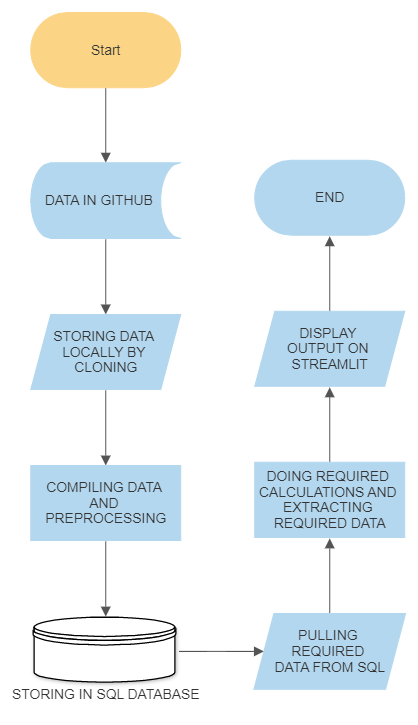 Start
DATA IN GITHUB
STORING DATA
LOCALLY BY
CLONING
COMPILING DATA
AND
PREPROCESSING
STORING IN SQL DATABASE
PULLING
REQUIRED
DATA FROM SQL
DOING REQUIRED
CALCULATIONS AND
EXTRACTING
REQUIRED DATA
DISPLAY
OUTPUT ON
STREAMLIT
END